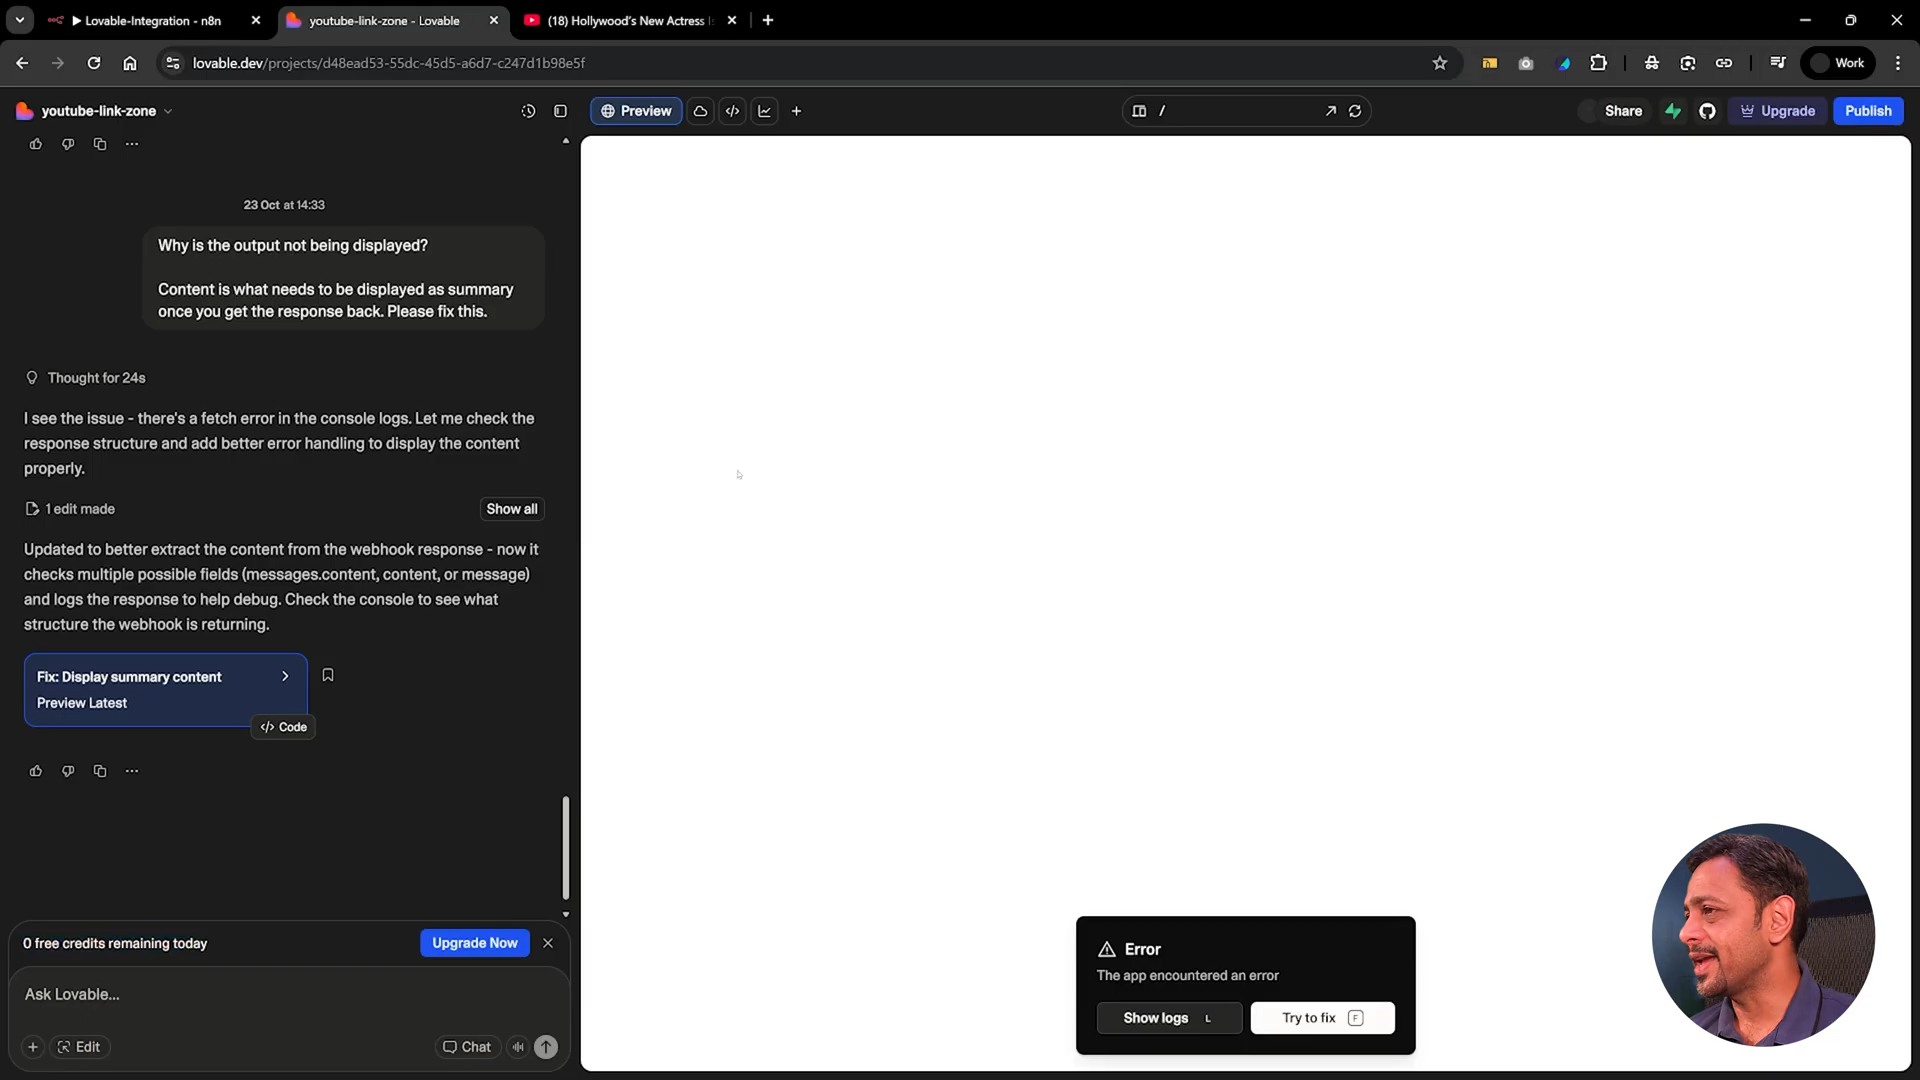 ▶ Lovable-Integration - n8n
youtube-link-zone - Lovable
(18) Hollywood's New Actress
lovable.dev/projects/d48ead53-55dc-45d5-a6d7-c247d1b98e5f
Work
youtube-link-zone
Preview
/
Share
Upgrade
Publish
23 Oct at 14:33
Why is the output not being displayed?
Content is what needs to be displayed as summary
once you get the response back. Please fix this.
Thought for 24s
I see the issue - there's a fetch error in the console logs. Let me check the
response structure and add better error handling to display the content
properly.
1 edit made
Show all
Updated to better extract the content from the webhook response - now it
checks multiple possible fields (messages.content, content, or message)
and logs the response to help debug. Check the console to see what
structure the webhook is returning.
Fix: Display summary content
Preview Latest
</> Code
0 free credits remaining today
Upgrade Now
Ask Lovable...
Edit
Chat
Error
The app encountered an error
Show logs L
Try to fix F